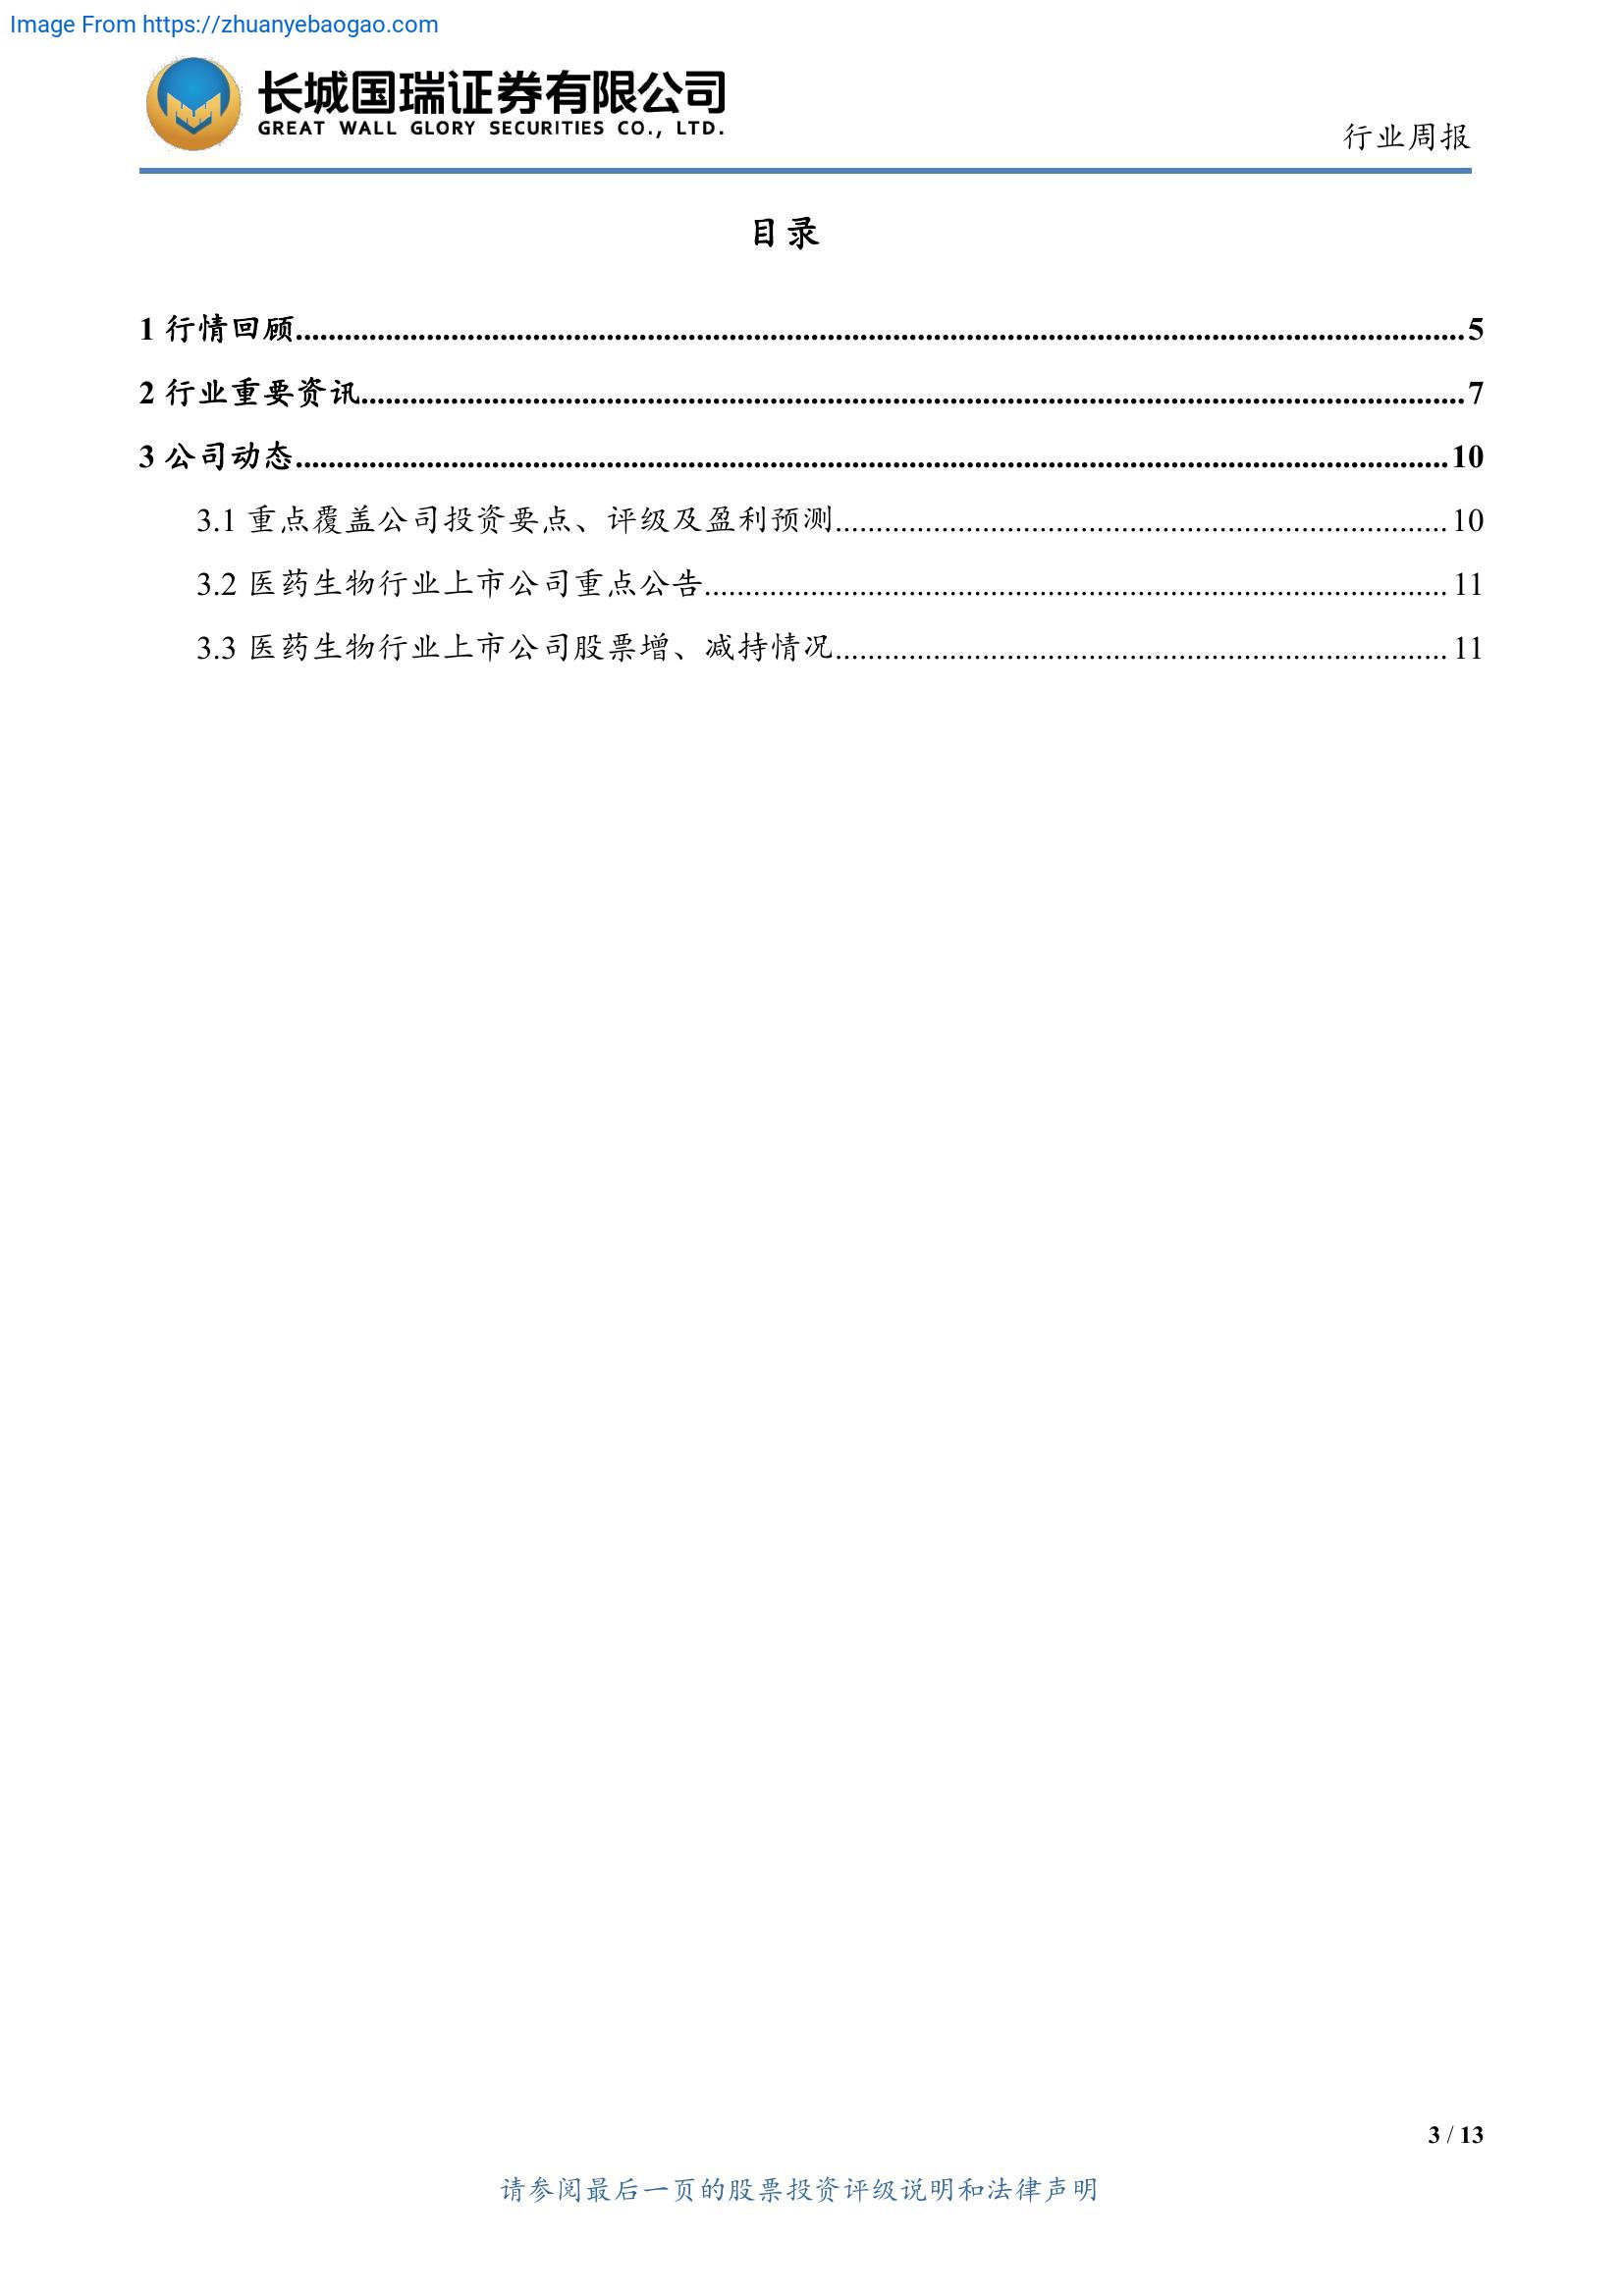 Image From https://zhuanyebaogao.com
长城国瑞证券有限公司
GREAT WALL GLORY SECURITIES CO., LTD.
行业周报
目录
1 行情回顾 5
2 行业重要资讯 7
3 公司动态 10
3.1 重点覆盖公司投资要点、评级及盈利预测 10
3.2 医药生物行业上市公司重点公告 11
3.3 医药生物行业上市公司股票增、减持情况 11
3 / 13
请参阅最后一页的股票投资评级说明和法律声明